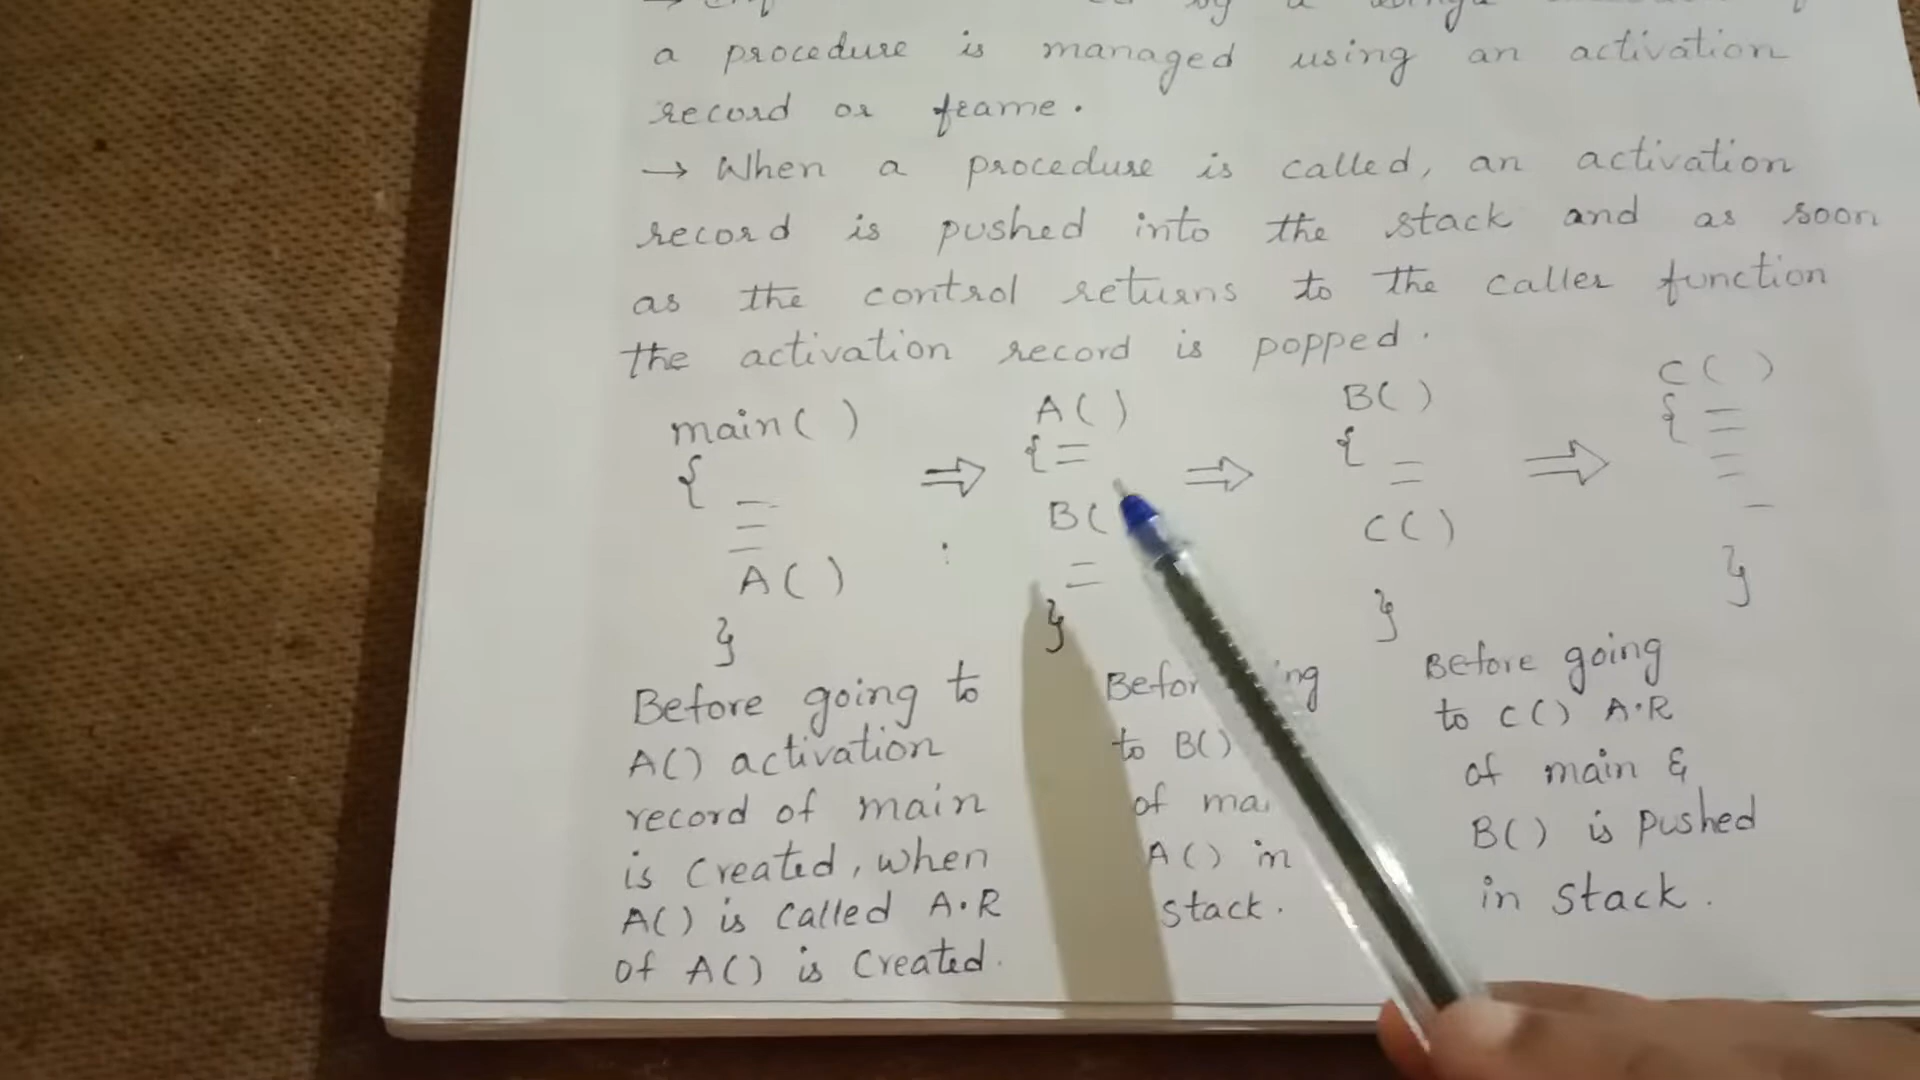 by a
a procedure is managed using an activation
record or frame.
→ When a procedure is called, an activation
record is pushed into the stack and as soon
as the control returns to the caller function
the activation record is popped.
main( )
{
A( )
}
⇒
A( )
{
B(
}
⇒
B( )
{
C( )
}
⇒
C( )
{
}
Before going to
A() activation
record of main
is Created, when
A() is Called A.R
of A() is Created.
to B()
of
A() in
stack.
Before going
to C() A.R
of main &
B() is pushed
in stack.